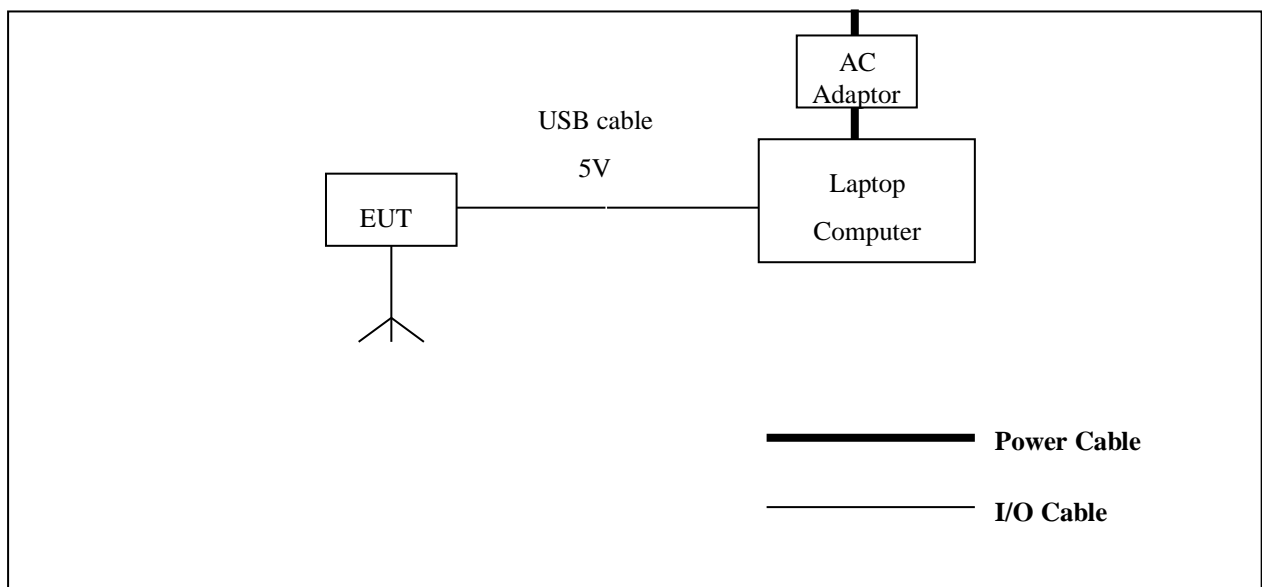 AC
Adaptor
USB cable
5V
Laptop
Computer
EUT
Power Cable
I/O Cable